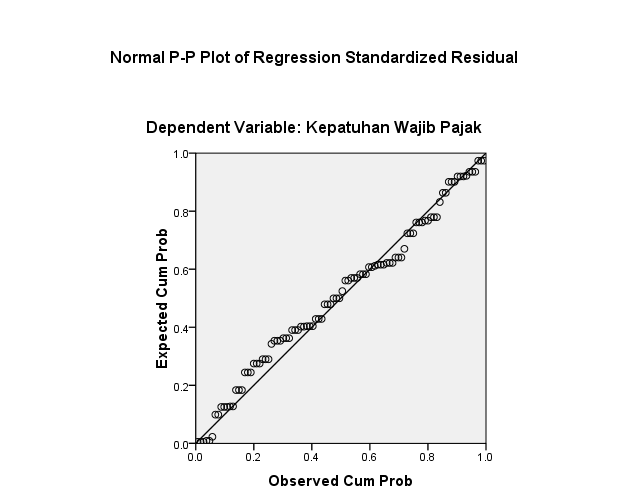 Normal P-P Plot of Regression Standardized Residual
Dependent Variable: Kepatuhan Wajib Pajak
Expected Cum Prob
1.0
0.8
0.6
0.4
0.2
0.0
0.0 0.2 0.4 0.6 0.8 1.0
Observed Cum Prob